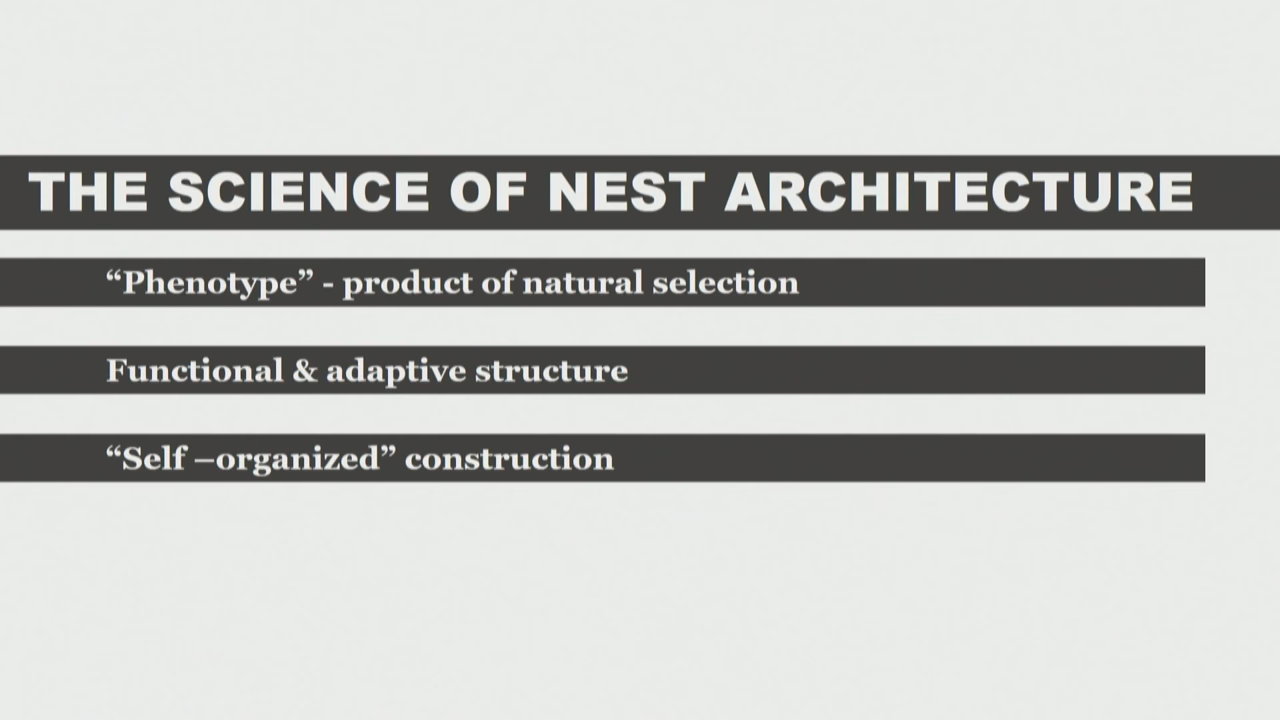 THE SCIENCE OF NEST ARCHITECTURE
“Phenotype” - product of natural selection
Functional & adaptive structure
“Self –organized” construction